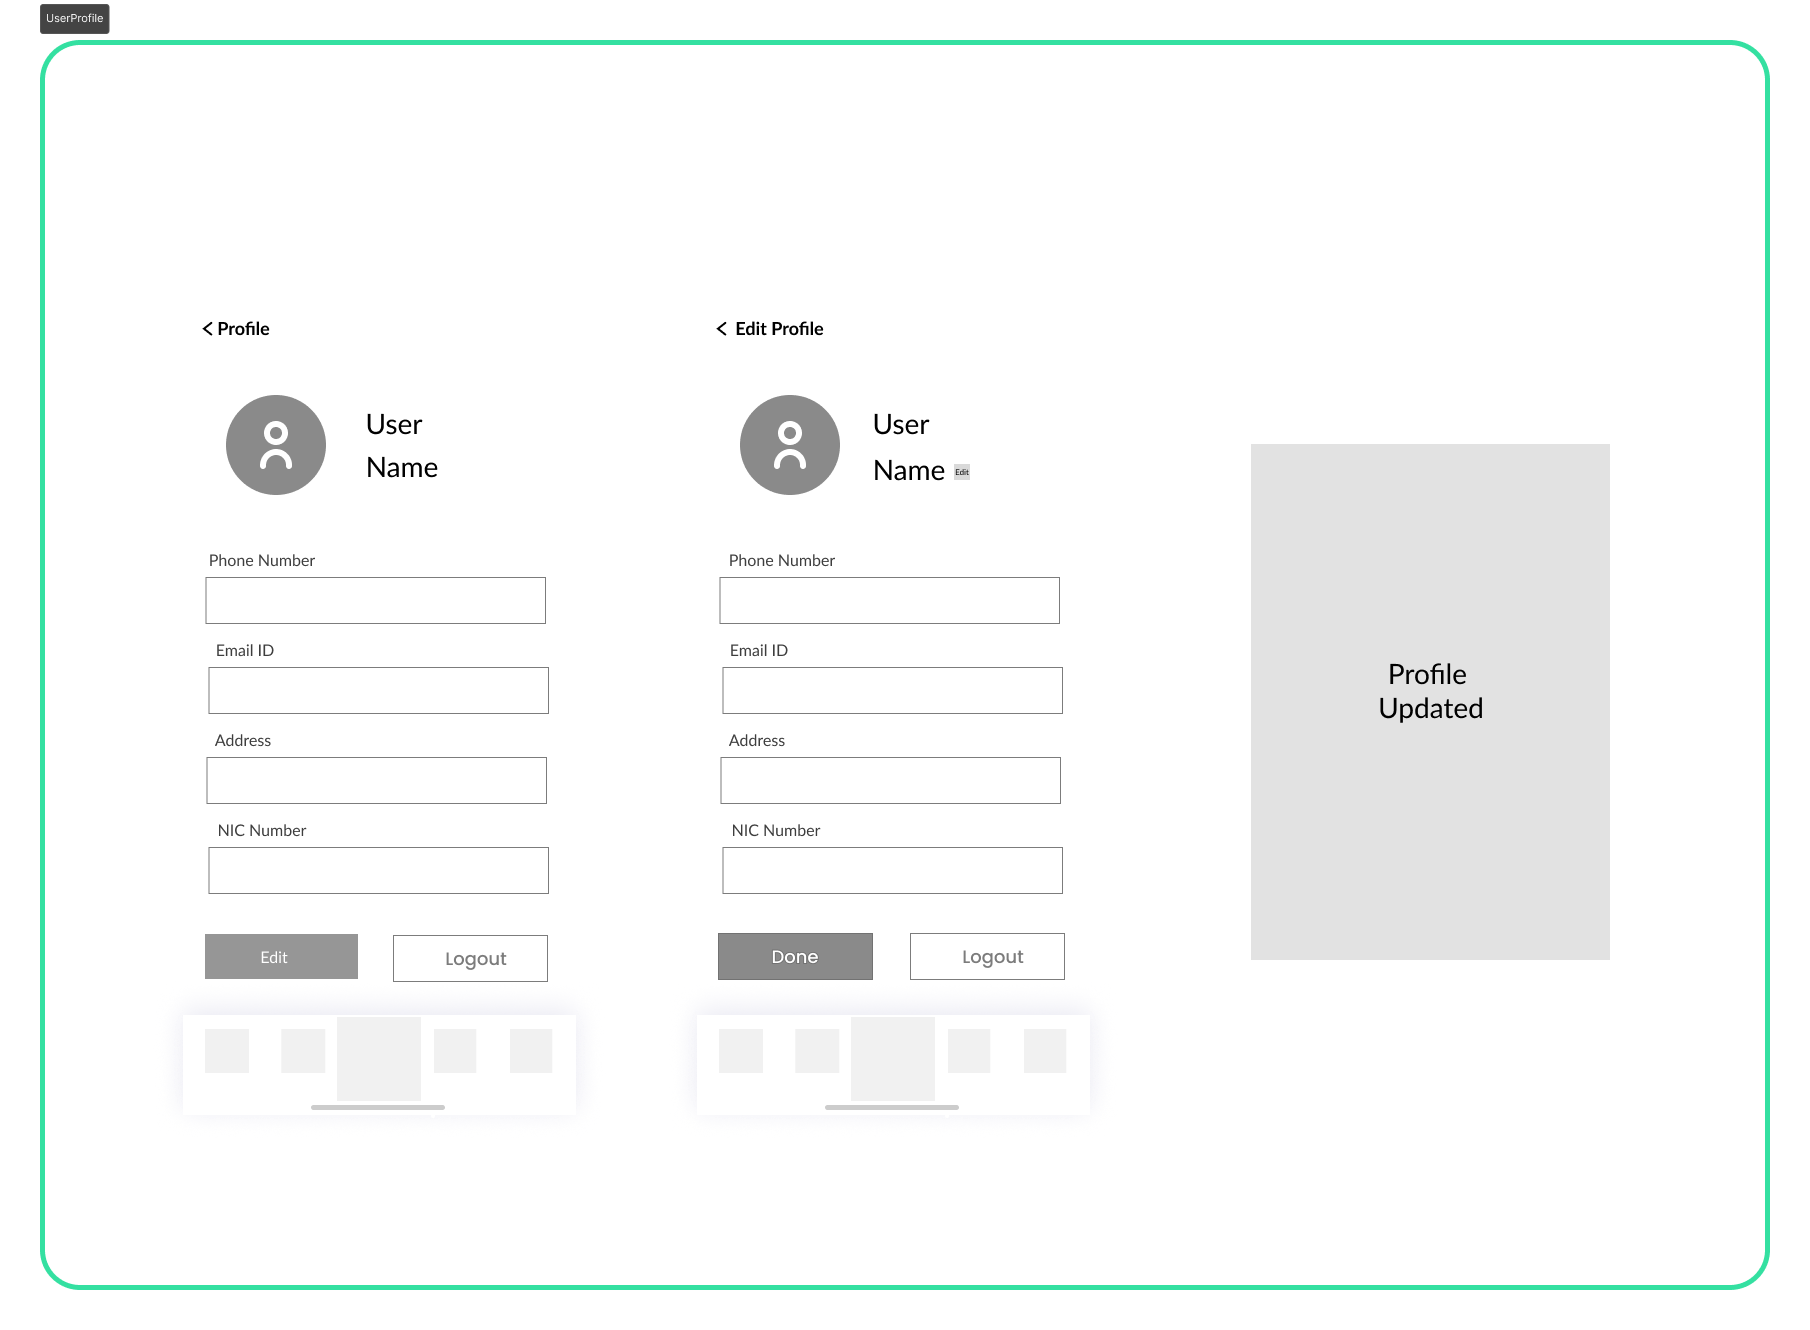 UserProfile
Profile
User
Name
Phone Number
Email ID
Address
NIC Number
Edit
Logout
Edit Profile
User
Name
Edit
Phone Number
Email ID
Address
NIC Number
Done
Logout
Profile
Updated